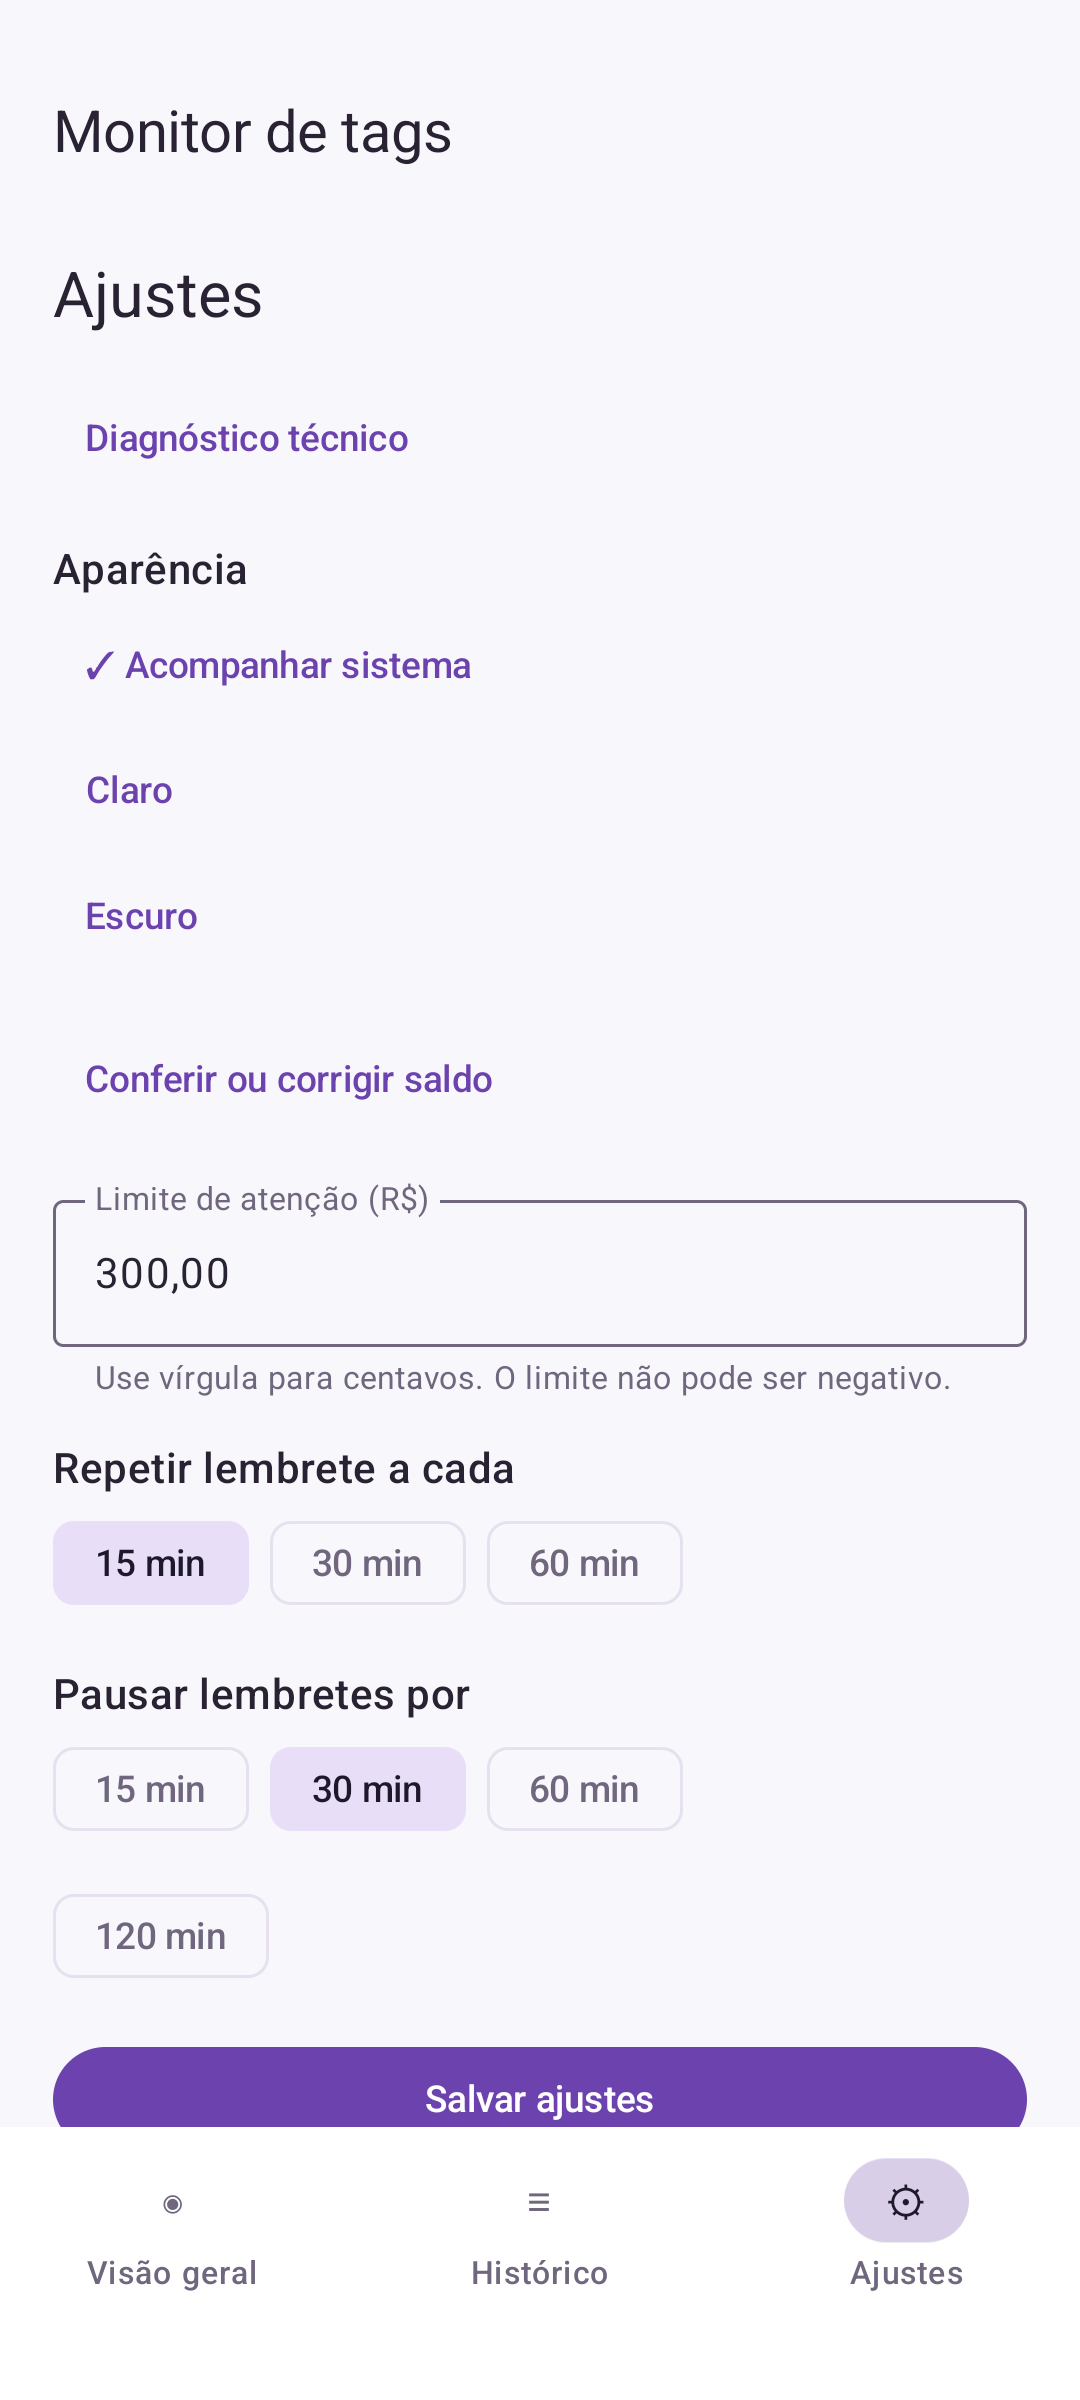 Monitor de tags
Ajustes
Diagnóstico técnico
Aparência
✓ Acompanhar sistema
Claro
Escuro
Conferir ou corrigir saldo
Limite de atenção (R$)
300,00
Use vírgula para centavos. O limite não pode ser negativo.
Repetir lembrete a cada
15 min 30 min 60 min
Pausar lembretes por
15 min 30 min 60 min
120 min
Salvar ajustes
Visão geral Histórico Ajustes